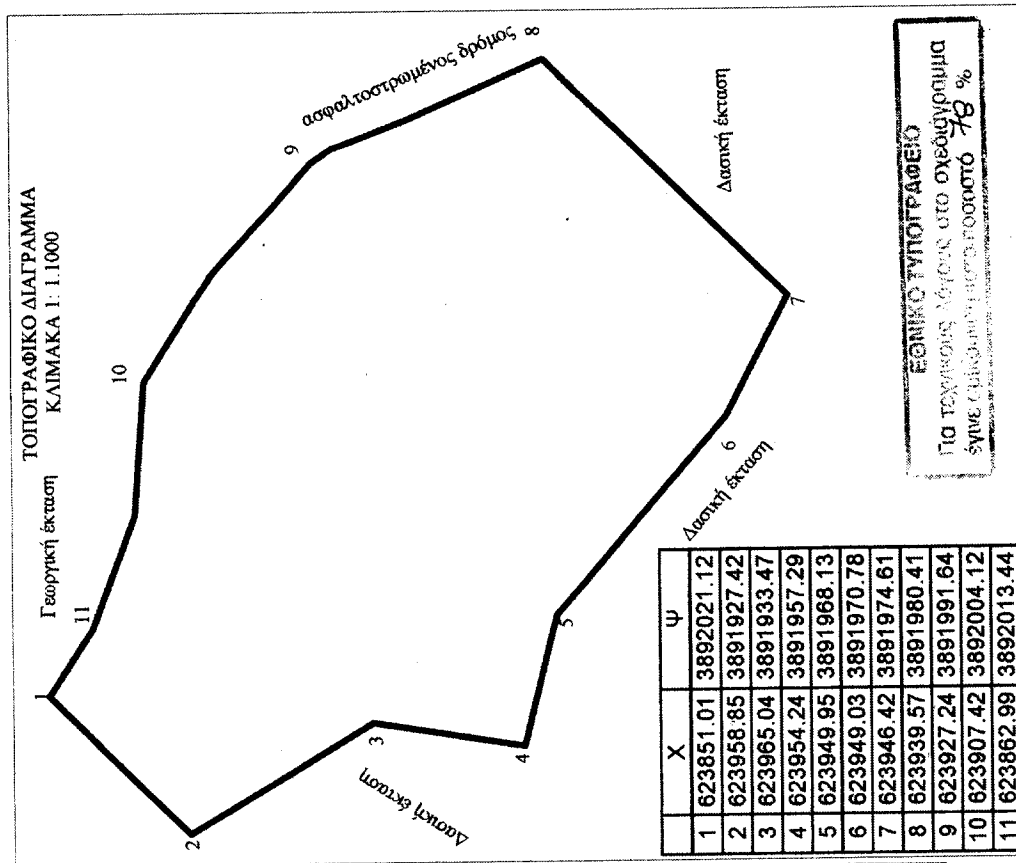 ΤΟΠΟΓΡΑΦΙΚΟ ΔΙΑΓΡΑΜΜΑ
ΚΛΙΜΑΚΑ 1: 1.1000
Γεωργική έκταση
1
11
10
9
ασφαλτοστρωμένος δρόμος
8
2
3
Δασική έκταση
4
5
Δασική έκταση
6
7
Δασική έκταση
Χ Ψ
1 623851.01 3892021.12
2 623958.85 3891927.42
3 623965.04 3891933.47
4 623954.24 3891957.29
5 623949.95 3891968.13
6 623949.03 3891970.78
7 623946.42 3891974.61
8 623939.57 3891980.41
9 623927.24 3891991.64
10 623907.42 3892004.12
11 623862.99 3892013.44
ΕΘΝΙΚΟ ΤΥΠΟΓΡΑΦΕΙΟ
Για τεχνικούς λόγους στο σχεδιάγραμμα
έγινε ποσοστό %